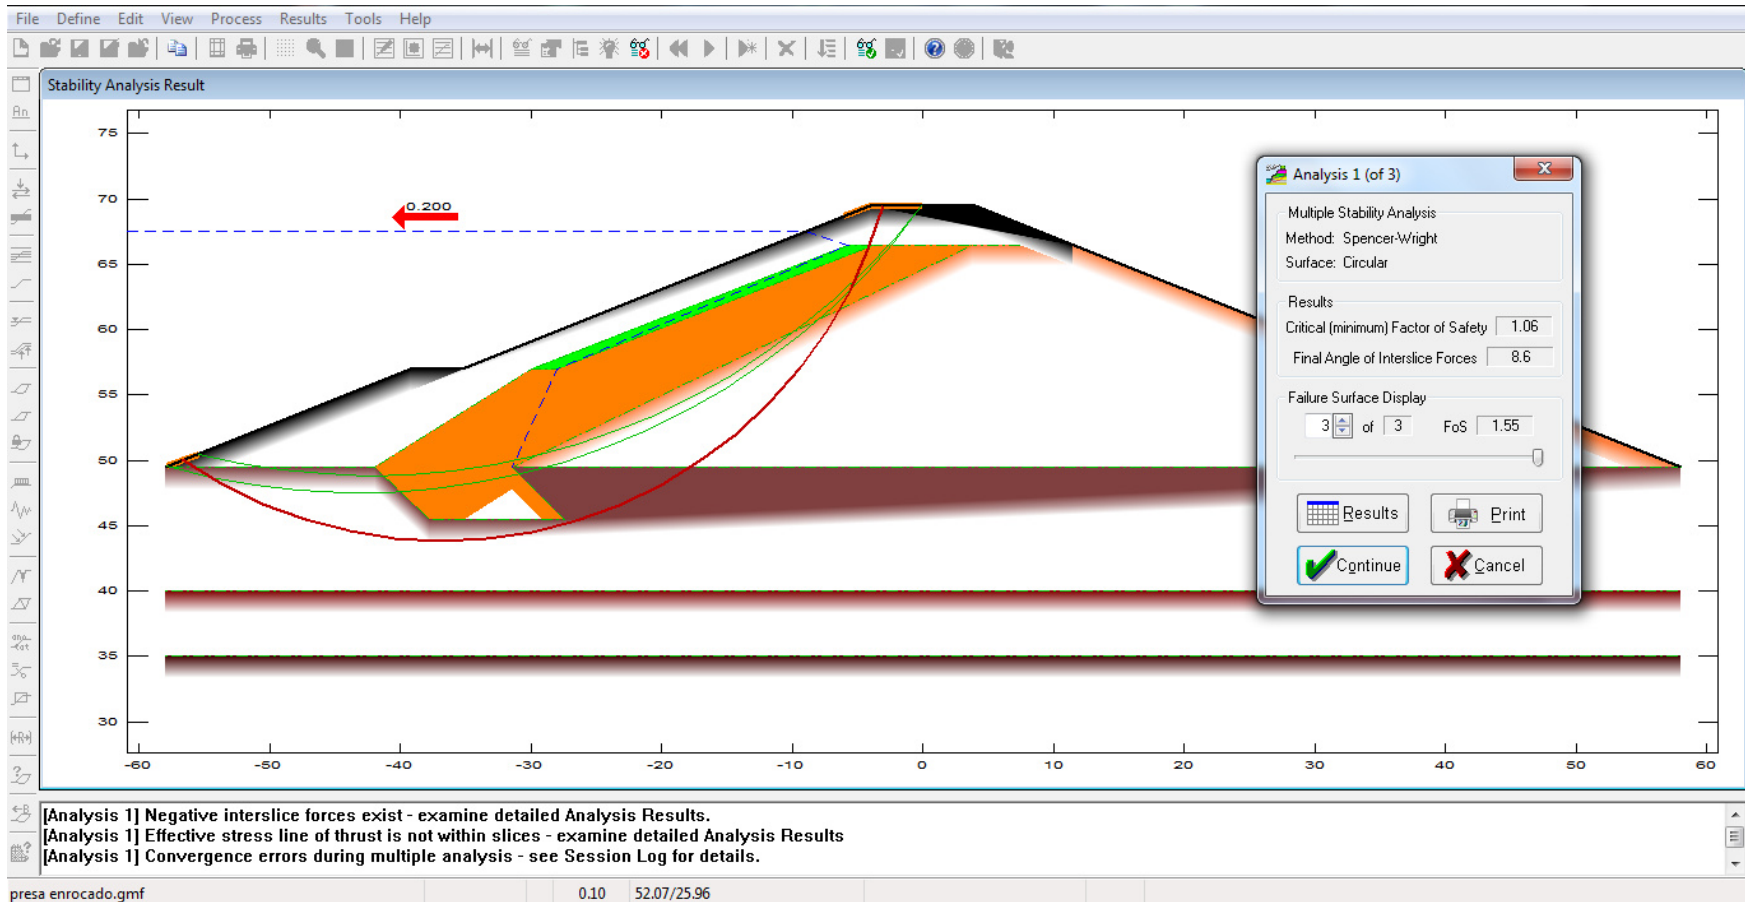 File Define Edit View Process Results Tools Help
Stability Analysis Result
75
70
65
60
55
50
45
40
35
30
0.200
-60 -50 -40 -30 -20 -10 0 10 20 30 40 50 60
Analysis 1 (of 3)
Multiple Stability Analysis
Method: Spencer-Wright
Surface: Circular
Results
Critical (minimum) Factor of Safety 1.06
Final Angle of Interslice Forces 8.6
Failure Surface Display
3 of 3 FoS 1.55
Results Print
Continue Cancel
[Analysis 1] Negative interslice forces exist - examine detailed Analysis Results.
[Analysis 1] Effective stress line of thrust is not within slices - examine detailed Analysis Results
[Analysis 1] Convergence errors during multiple analysis - see Session Log for details.
presa enrocado.gmf 0.10 52.07/25.96